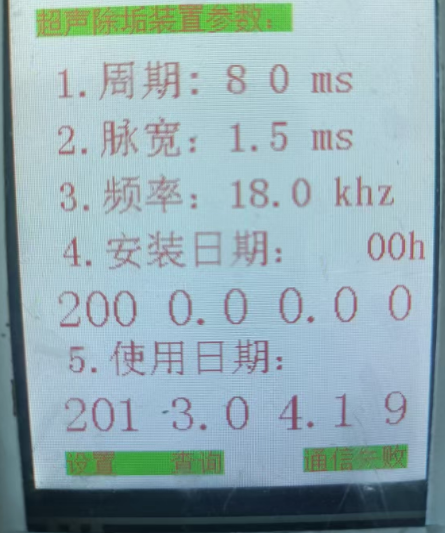 超声除垢装置参数:
1.周期: 8 0 ms
2.脉宽: 1.5 ms
3.频率: 18.0 khz
4.安装日期: 00h
200 0.0 0.0 0
5.使用日期:
201 3.0 4.1 9
设置 查询 通信失败